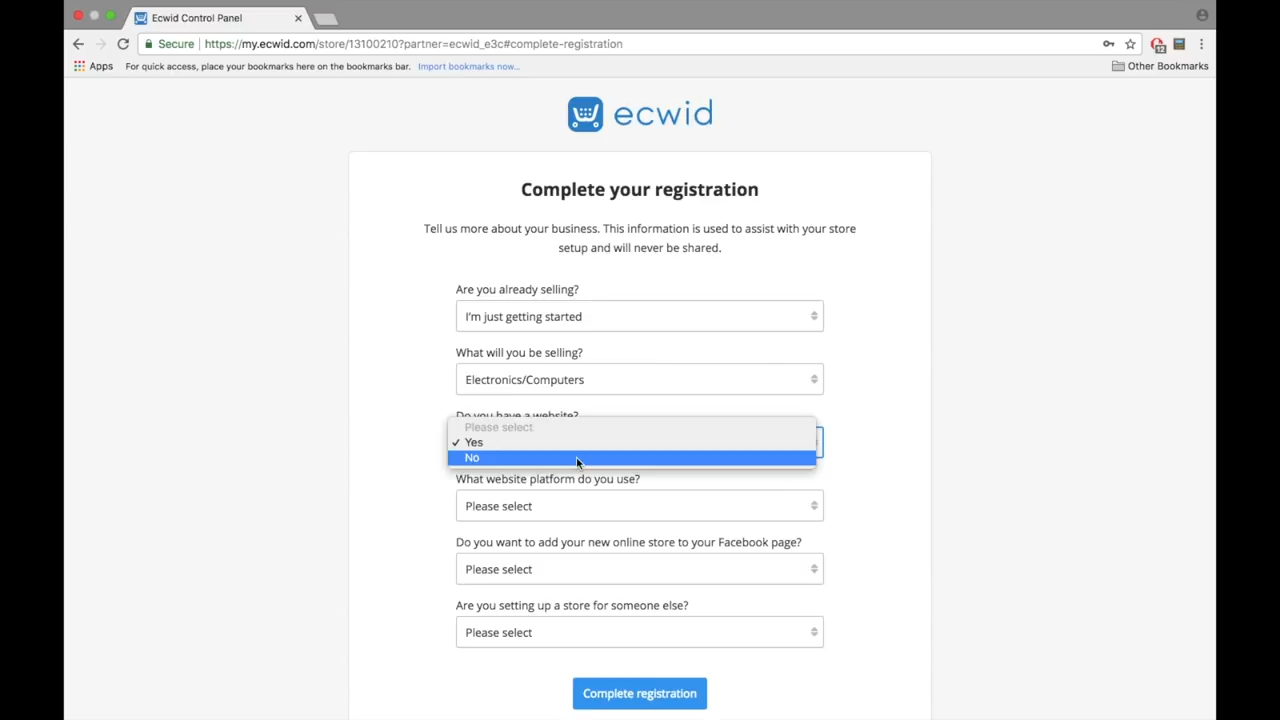 Ecwid Control Panel
Secure https://my.ecwid.com/store/13100210?partner=ecwid_e3c#complete-registration
12
Apps For quick access, place your bookmarks here on the bookmarks bar. Import bookmarks now... Other Bookmarks
ecwid
Complete your registration
Tell us more about your business. This information is used to assist with your store
setup and will never be shared.
Are you already selling?
I'm just getting started
What will you be selling?
Electronics/Computers
Do you have a website?
Please select
✓ Yes
No
What website platform do you use?
Please select
Do you want to add your new online store to your Facebook page?
Please select
Are you setting up a store for someone else?
Please select
Complete registration